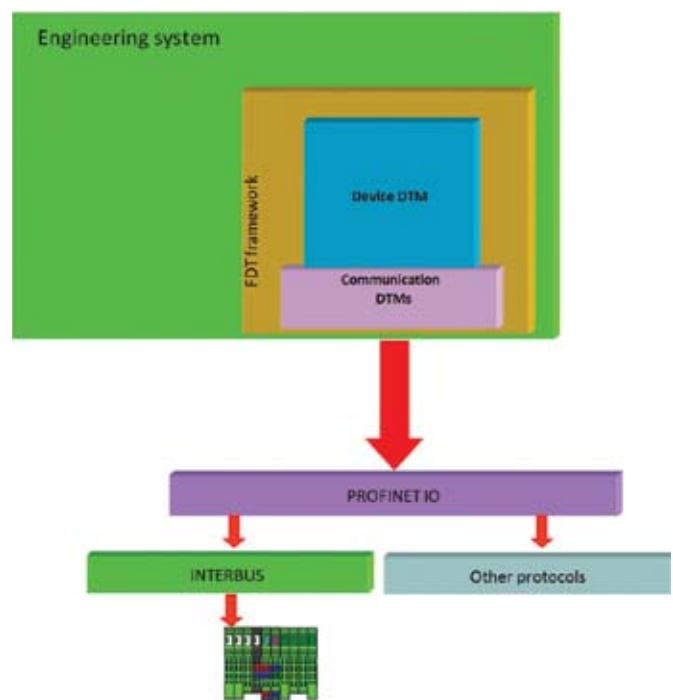 Engineering system
FDT framework
Device DTM
Communication
DTMs
PROFINET IO
INTERBUS
Other protocols